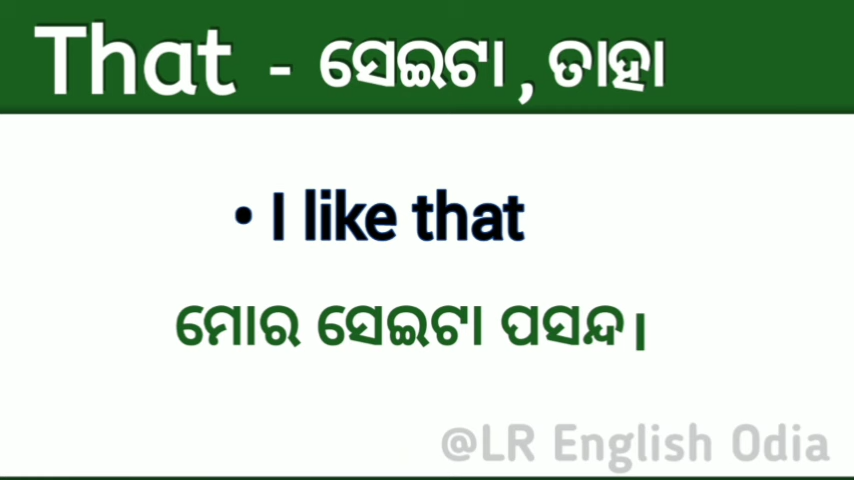 That - ସେଇଟା , ତାହା
• I like that
ମୋର ସେଇଟା ପସନ୍ଦ।
@LR English Odia